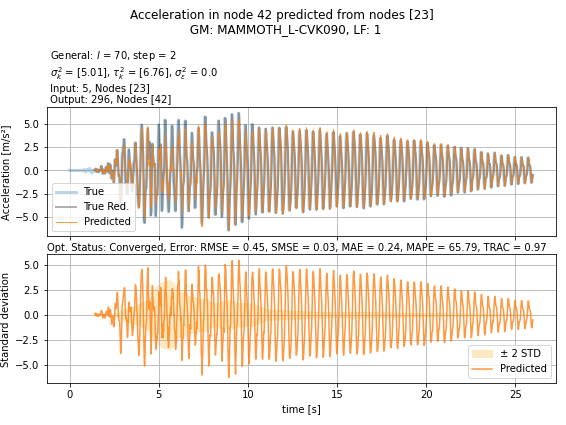 Acceleration in node 42 predicted from nodes [23]
GM: MAMMOTH_L-CVK090, LF: 1
General: l = 70, step = 2
σ²ₖ = [5.01], τ²ₖ = [6.76], σ²ε = 0.0
Input: 5, Nodes [23]
Output: 296, Nodes [42]
Acceleration [m/s²]
5.0
2.5
0.0
−2.5
−5.0
True
True Red.
Predicted
Opt. Status: Converged, Error: RMSE = 0.45, SMSE = 0.03, MAE = 0.24, MAPE = 65.79, TRAC = 0.97
Standard deviation
5.0
2.5
0.0
−2.5
−5.0
± 2 STD
Predicted
0 5 10 15 20 25
time [s]